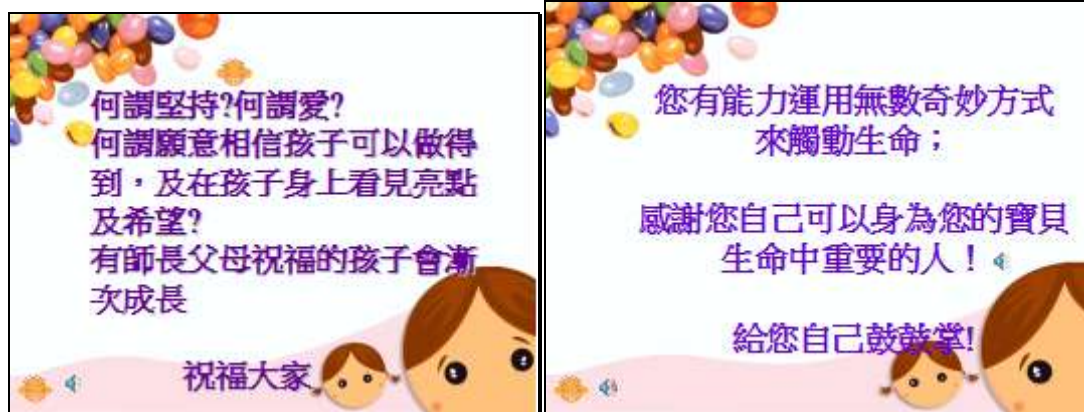 何謂堅持?何謂愛?
何謂願意相信孩子可以做得
到，及在孩子身上看見亮點
及希望?
有師長父母祝福的孩子會漸
次成長
祝福大家
您有能力運用無數奇妙方式
來觸動生命；
感謝您自己可以身為您的寶貝
生命中重要的人！
給您自己鼓鼓掌!